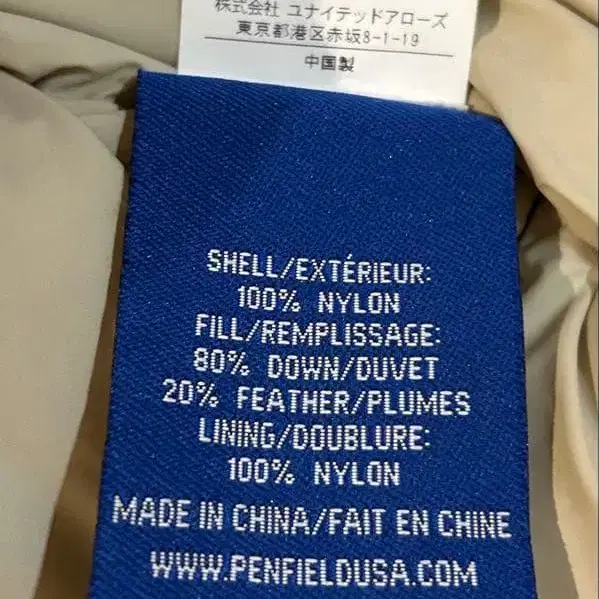 株式会社 ユナイテッドアローズ
東京都港区赤坂8-1-19
中国製
SHELL/EXTÉRIEUR:
100% NYLON
FILL/REMPLISSAGE:
80% DOWN/DUVET
20% FEATHER/PLUMES
LINING/DOUBLURE:
100% NYLON
MADE IN CHINA/FAIT EN CHINE
WWW.PENFIELDUSA.COM